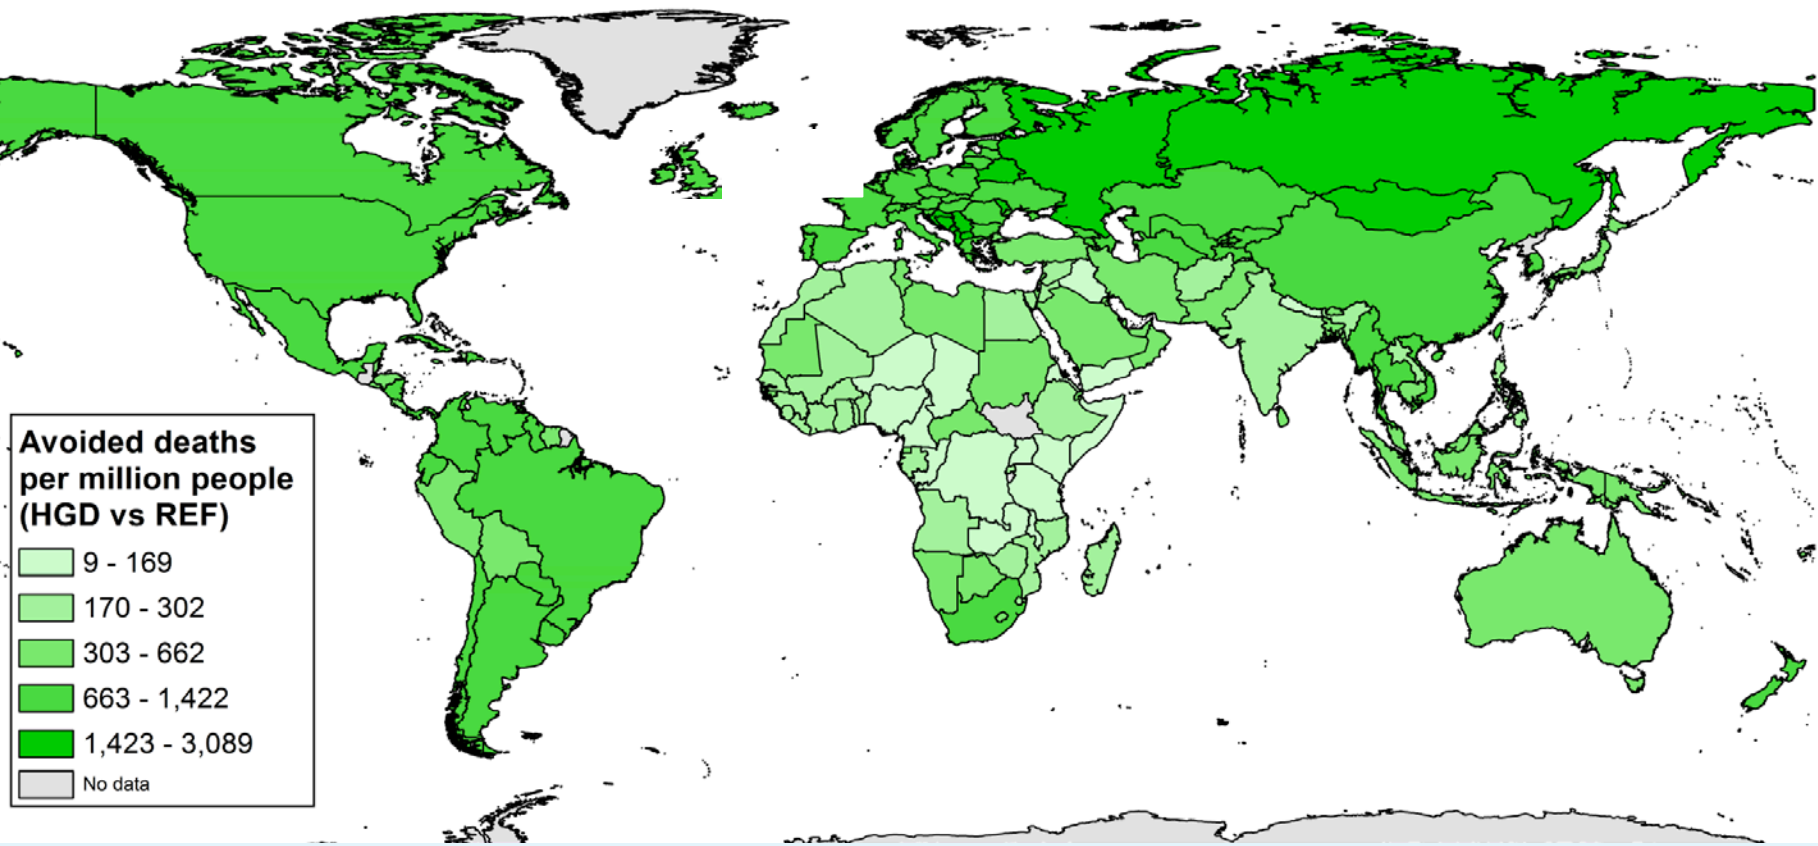 Avoided deaths
per million people
(HGD vs REF)
9 - 169
170 - 302
303 - 662
663 - 1,422
1,423 - 3,089
No data